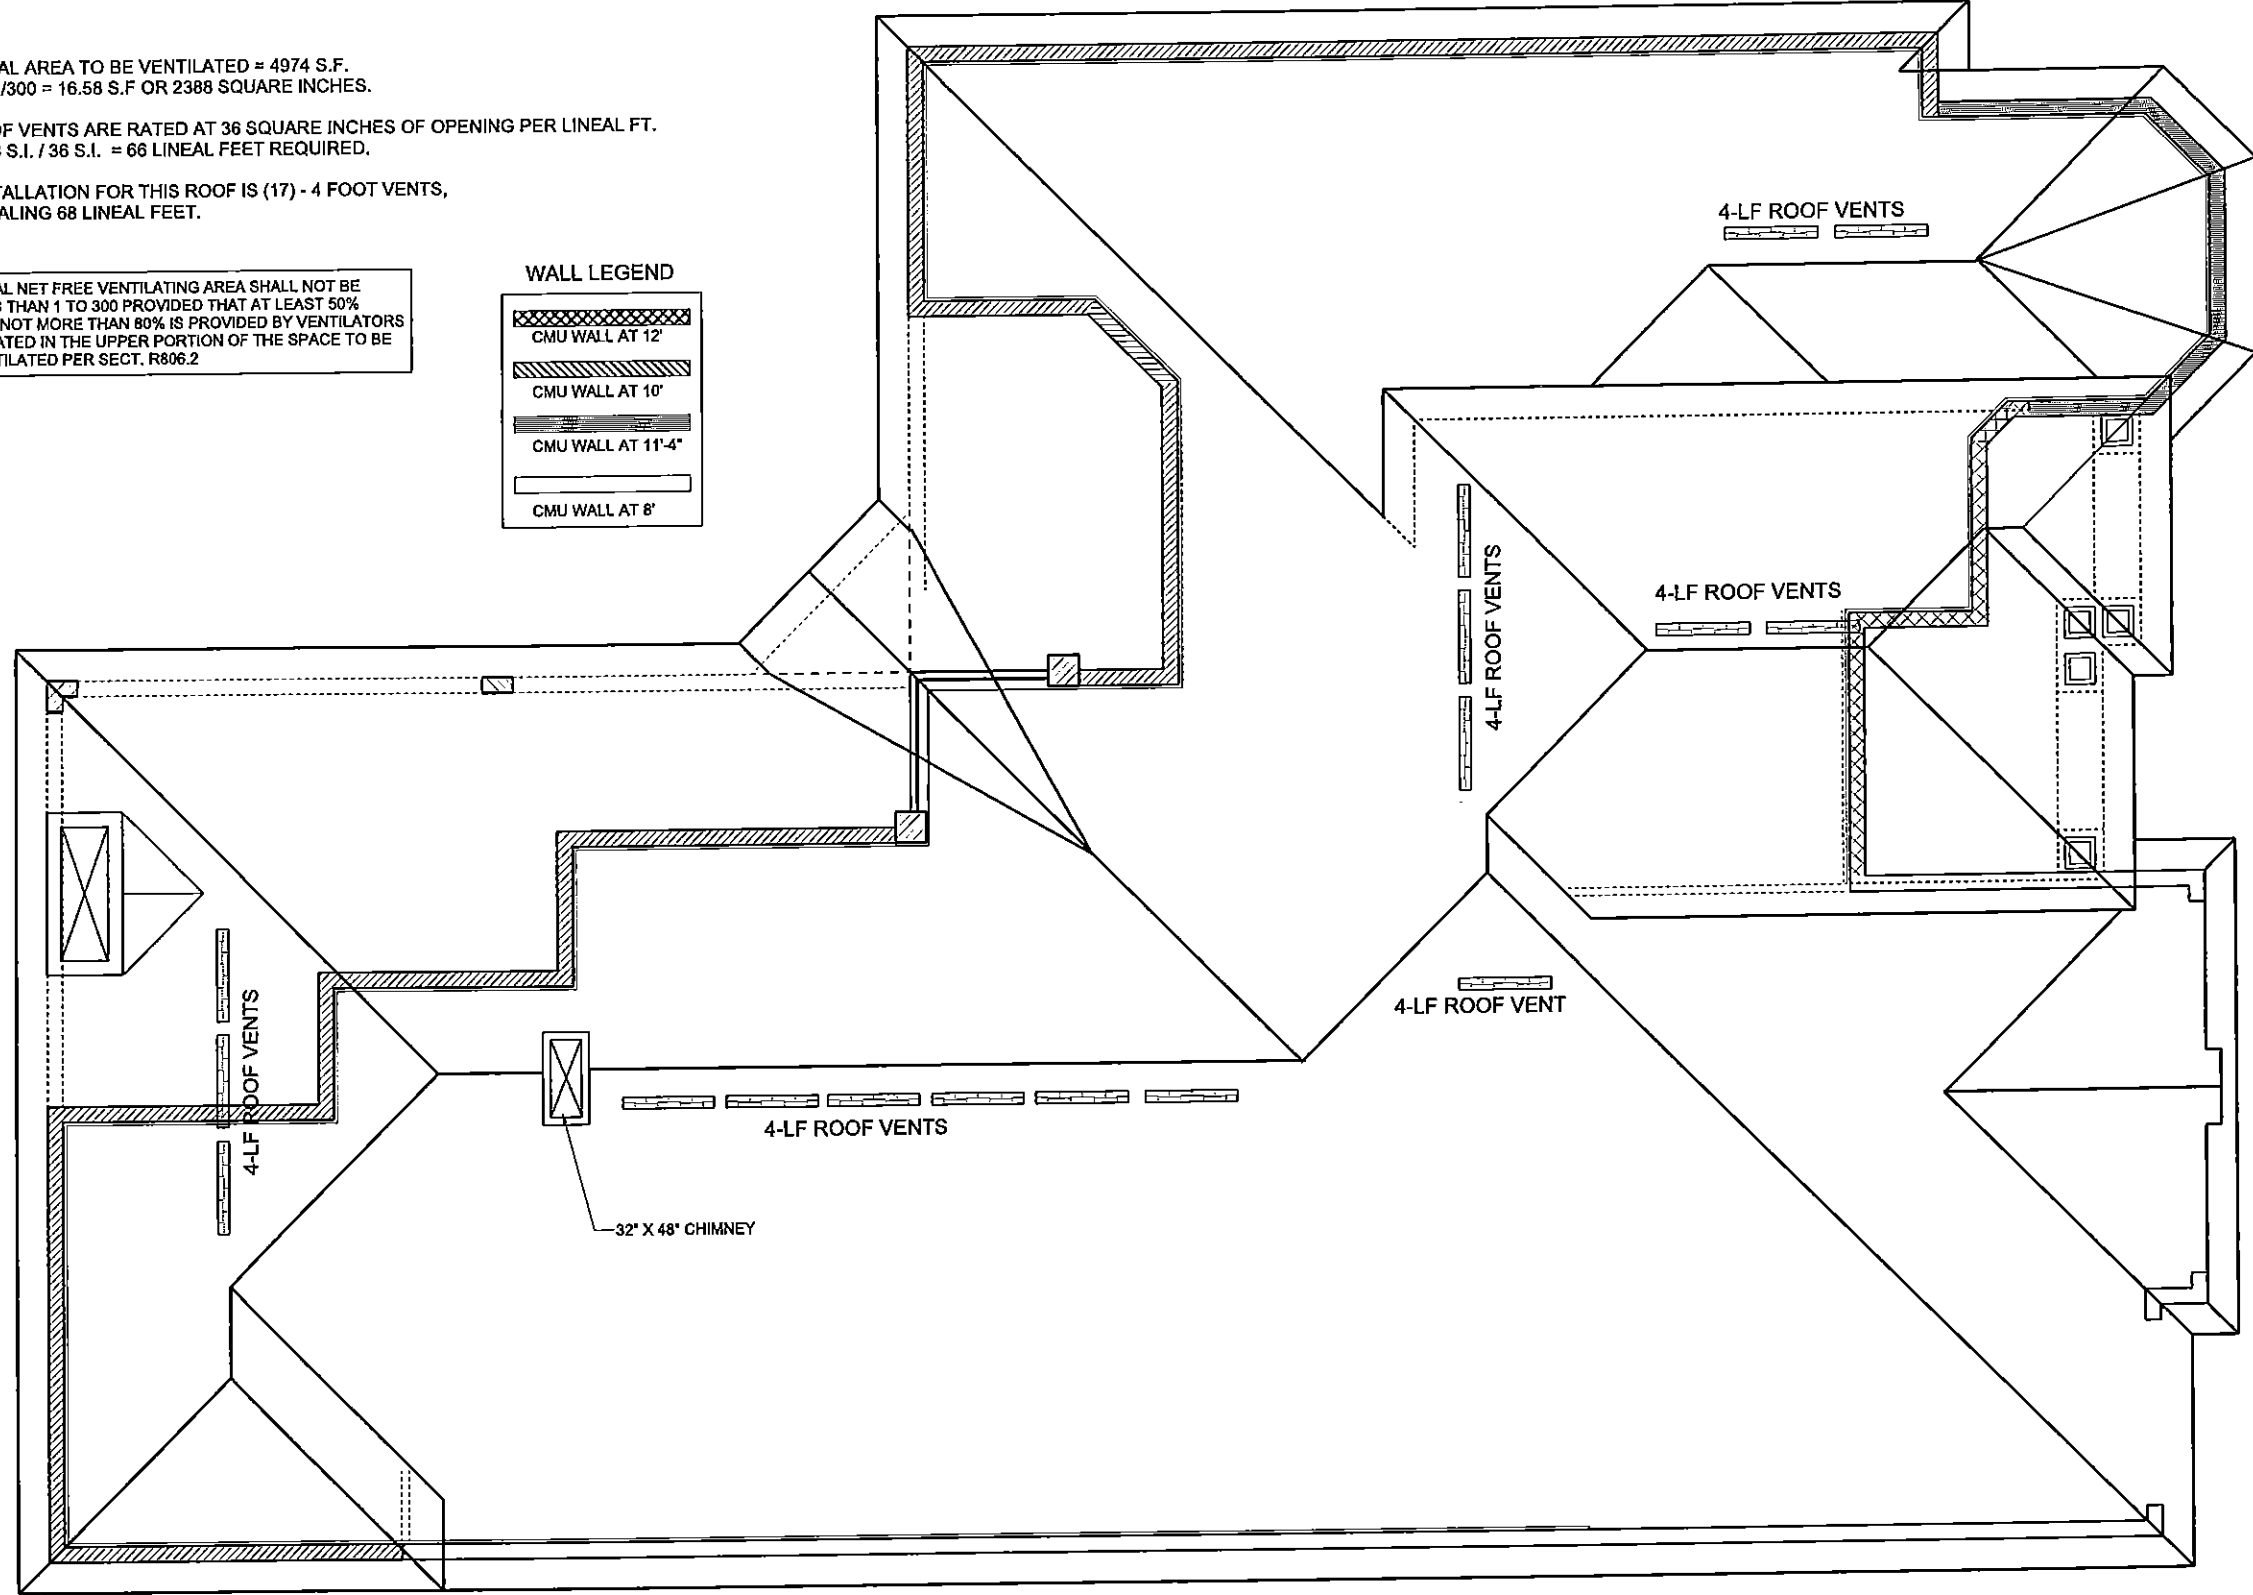 AL AREA TO BE VENTILATED = 4974 S.F.
/300 = 16.58 S.F OR 2388 SQUARE INCHES.
F VENTS ARE RATED AT 36 SQUARE INCHES OF OPENING PER LINEAL FT.
S.I. / 36 S.I. = 66 LINEAL FEET REQUIRED.
TALLATION FOR THIS ROOF IS (17) - 4 FOOT VENTS,
ALING 68 LINEAL FEET.
AL NET FREE VENTILATING AREA SHALL NOT BE
THAN 1 TO 300 PROVIDED THAT AT LEAST 50%
NOT MORE THAN 80% IS PROVIDED BY VENTILATORS
ATED IN THE UPPER PORTION OF THE SPACE TO BE
TILATED PER SECT. R806.2
WALL LEGEND
CMU WALL AT 12'
CMU WALL AT 10'
CMU WALL AT 11'-4"
CMU WALL AT 8'
4-LF ROOF VENTS
4-LF ROOF VENTS
4-LF ROOF VENTS
4-LF ROOF VENT
4-LF ROOF VENTS
4-LF ROOF VENTS
32" X 48" CHIMNEY